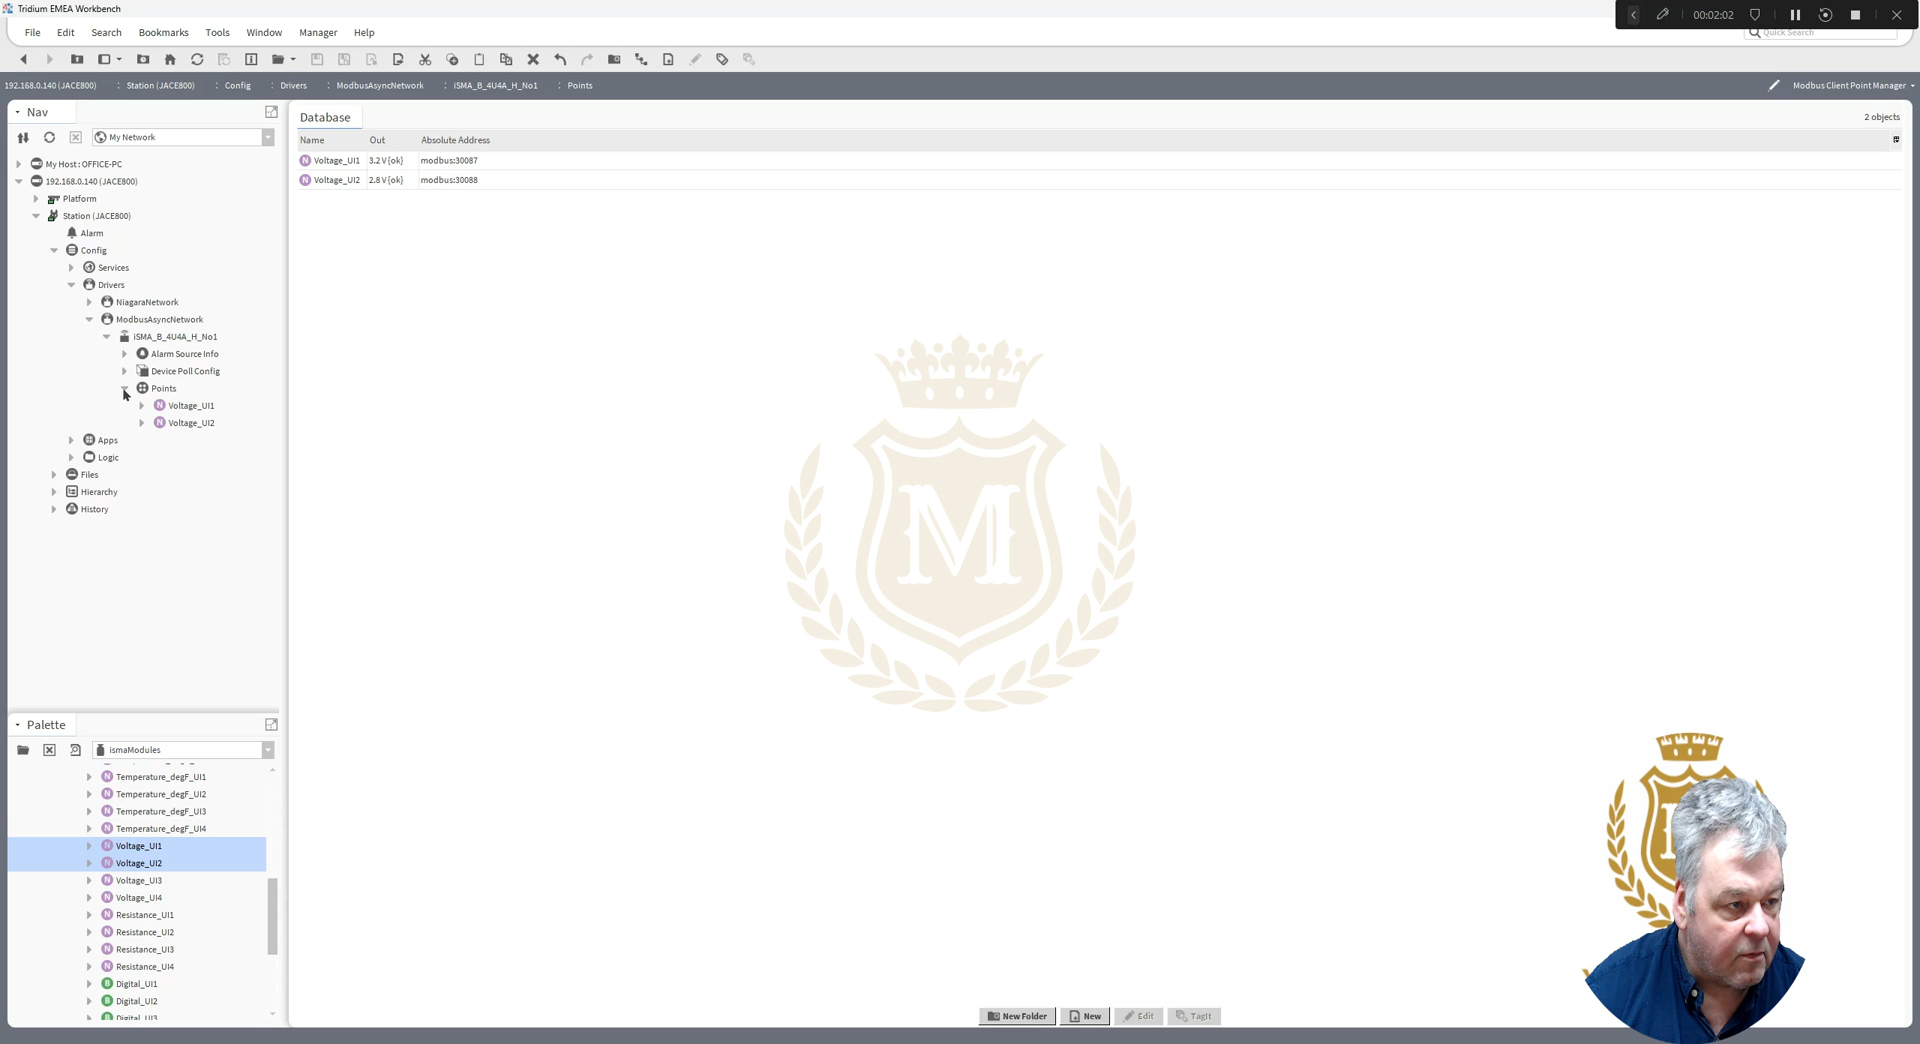 Tridium EMEA Workbench
00:02:02
File Edit Search Bookmarks Tools Window Manager Help
Quick Search
192.168.0.140 (JACE800) : Station (JACE800) : Config : Drivers : ModbusAsyncNetwork : iSMA_B_4U4A_H_No1 : Points
Modbus Client Point Manager
Nav
My Network
My Host : OFFICE-PC
192.168.0.140 (JACE800)
Platform
Station (JACE800)
Alarm
Config
Services
Drivers
NiagaraNetwork
ModbusAsyncNetwork
iSMA_B_4U4A_H_No1
Alarm Source Info
Device Poll Config
Points
Voltage_UI1
Voltage_UI2
Apps
Logic
Files
Hierarchy
History
Database
2 objects
Name Out Absolute Address
Voltage_UI1 3.2 V {ok} modbus:30087
Voltage_UI2 2.8 V {ok} modbus:30088
M
Palette
ismaModules
Temperature_degF_UI1
Temperature_degF_UI2
Temperature_degF_UI3
Temperature_degF_UI4
Voltage_UI1
Voltage_UI2
Voltage_UI3
Voltage_UI4
Resistance_UI1
Resistance_UI2
Resistance_UI3
Resistance_UI4
Digital_UI1
Digital_UI2
Digital_UI3
New Folder New Edit TagIt